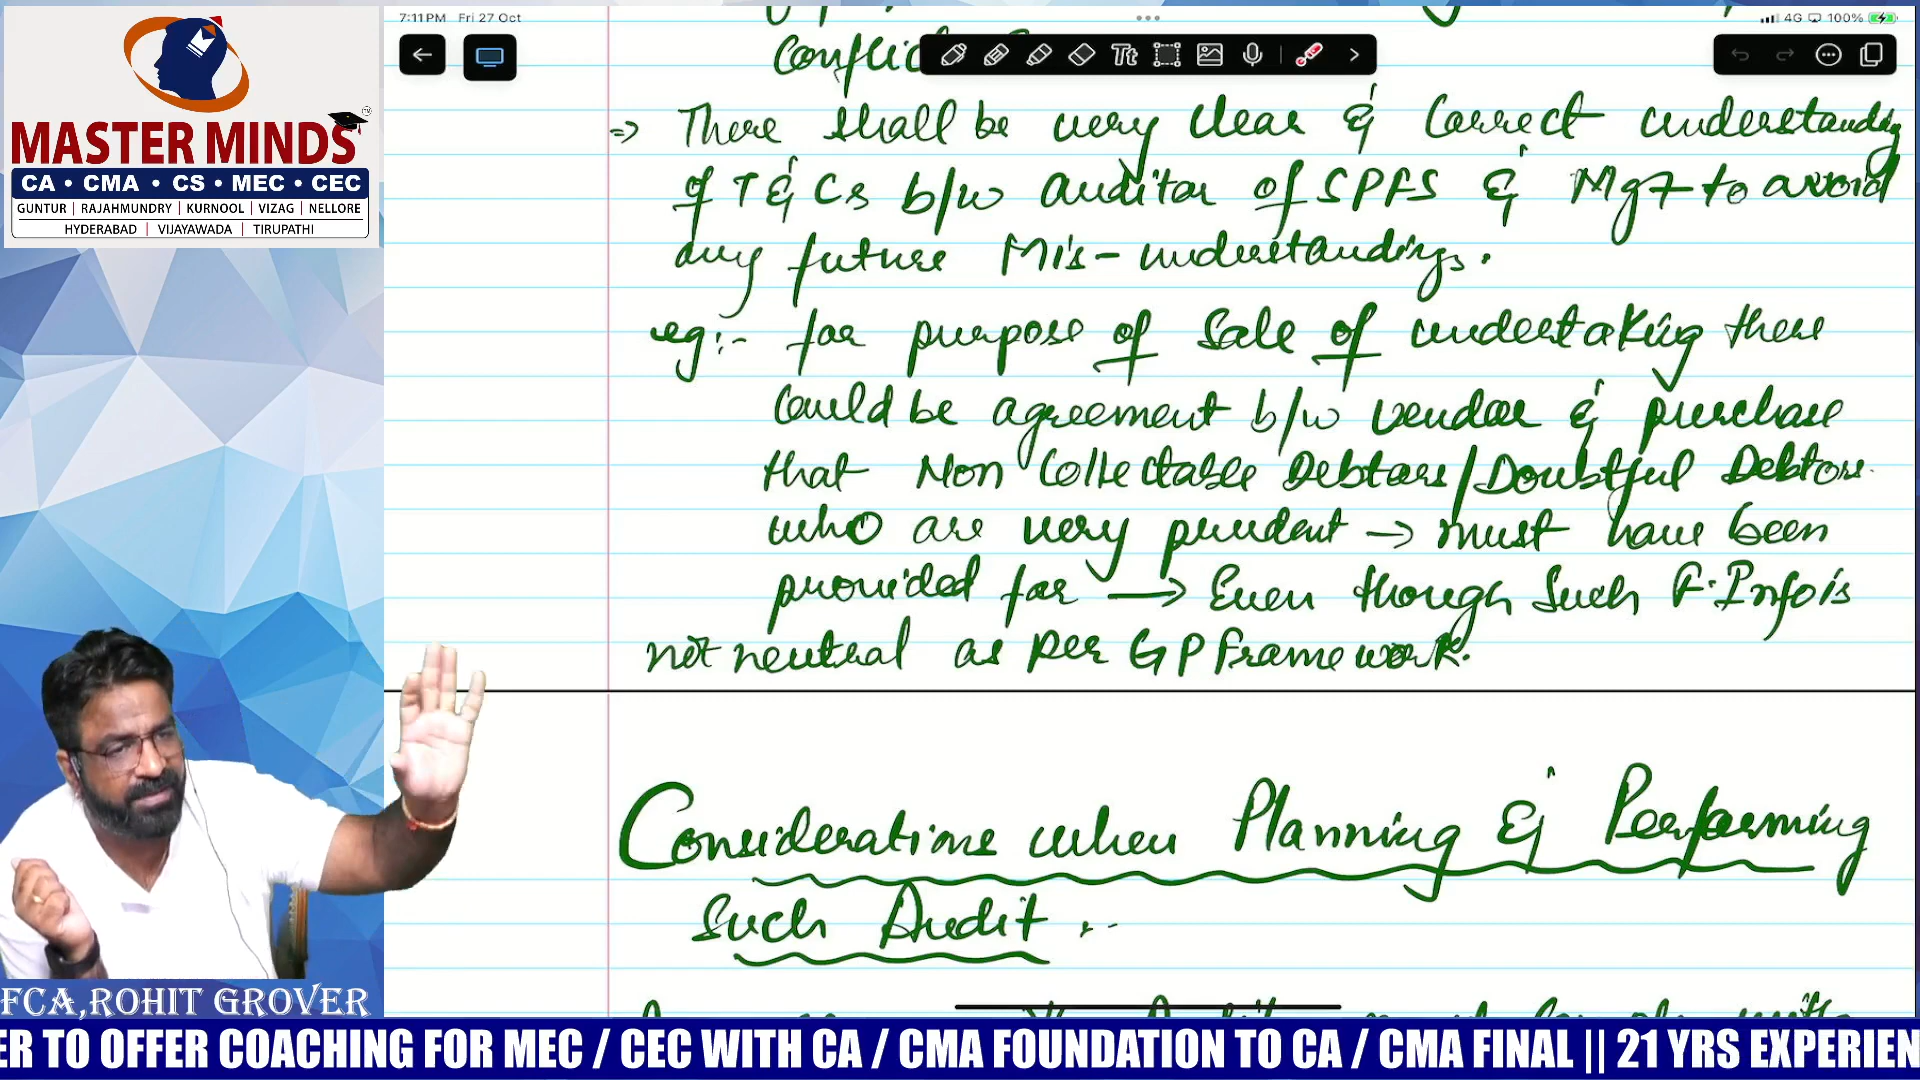 7:11 PM Fri 27 Oct
4G 100%
Tt
MASTER MINDS
CA • CMA • CS • MEC • CEC
GUNTUR | RAJAHMUNDRY | KURNOOL | VIZAG | NELLORE
HYDERABAD | VIJAYAWADA | TIRUPATHI
=> There shall be very clear & Correct understanding
of T & Cs b/w auditor of SPFS & Mgt to avoid
any future Mis-understandings.
eg:- for purpose of Sale of undertaking there
could be agreement b/w vendor & purchase
that Non Collectable Debtors/Doubtful Debtors
who are very prudent → must have been
provided for → Even though Such F. Info is
not neutral as per GP Framework.
Considerations when Planning & Performing
Such Audit :-
FCA,ROHIT GROVER
ER TO OFFER COACHING FOR MEC / CEC WITH CA / CMA FOUNDATION TO CA / CMA FINAL || 21 YRS EXPERIEN